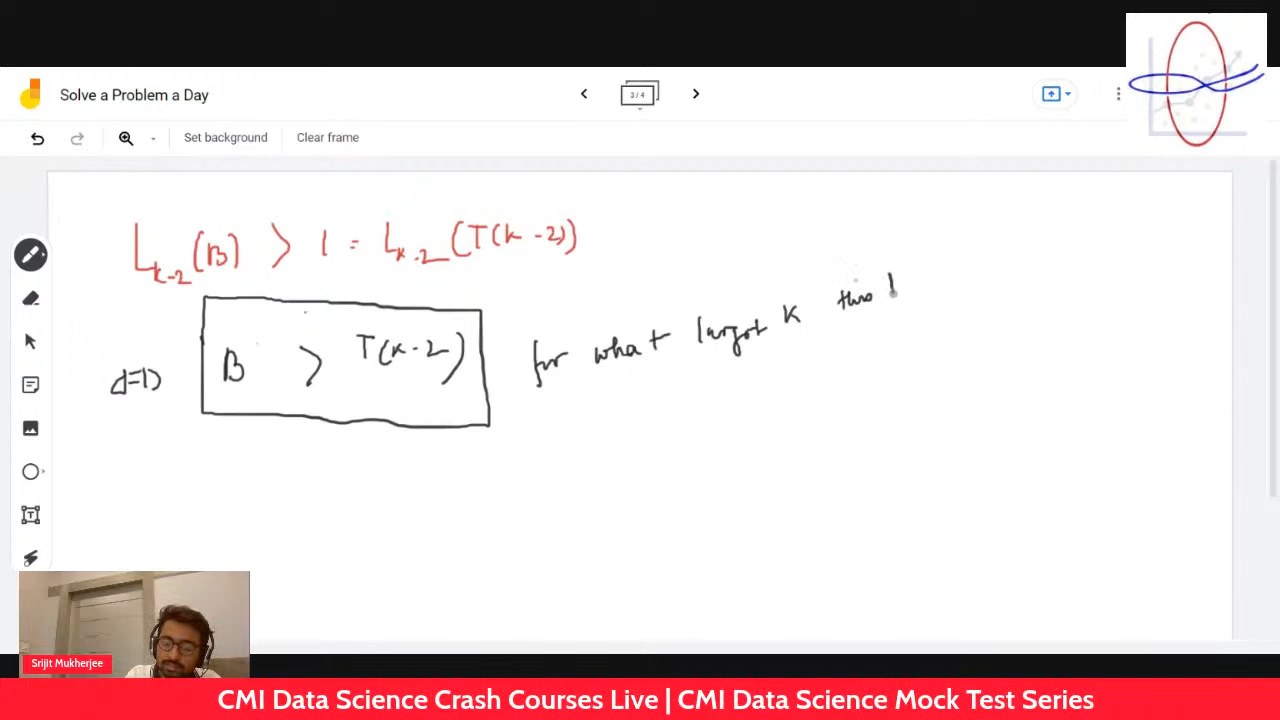 Solve a Problem a Day
3 / 4
Set background
Clear frame
L_{k-2}(B) > 1 = L_{k-2}(T(k-2))
B > T(k-2) for what largest k this
Srijit Mukherjee
CMI Data Science Crash Courses Live | CMI Data Science Mock Test Series